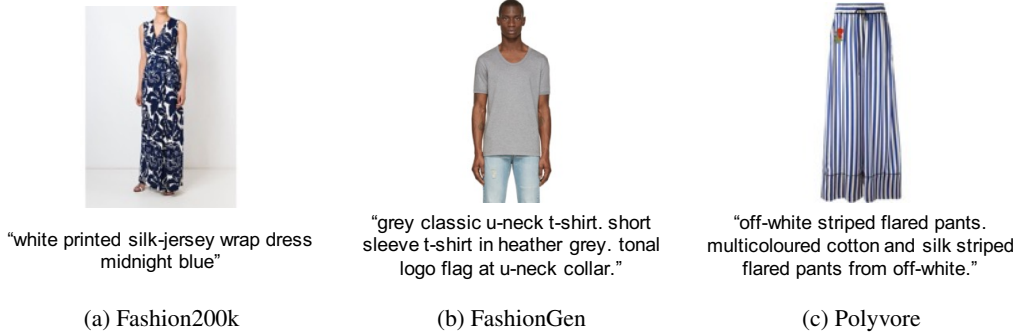 “white printed silk-jersey wrap dress
midnight blue”
(a) Fashion200k
“grey classic u-neck t-shirt. short
sleeve t-shirt in heather grey. tonal
logo flag at u-neck collar.”
(b) FashionGen
“off-white striped flared pants.
multicoloured cotton and silk striped
flared pants from off-white.”
(c) Polyvore